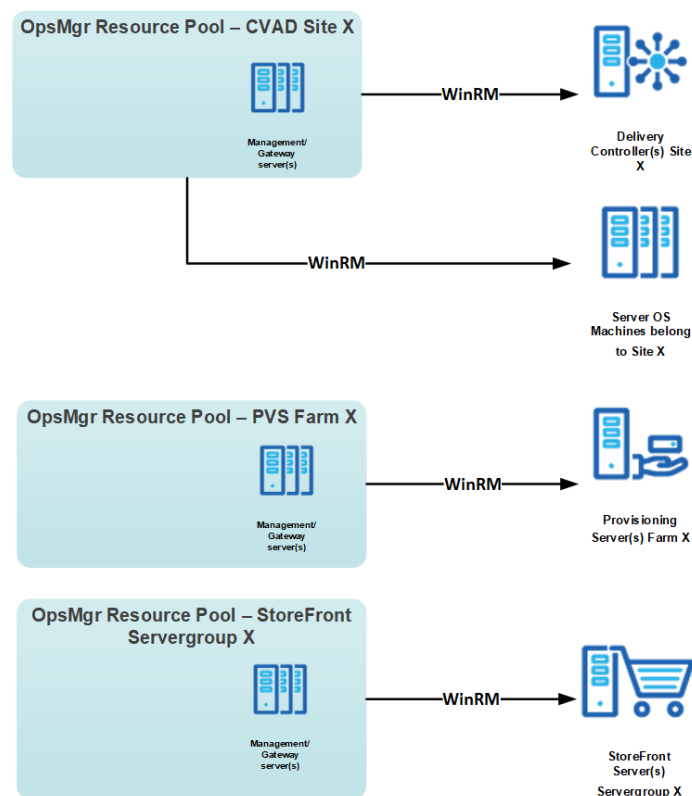 OpsMgr Resource Pool – CVAD Site X
Management/
Gateway
server(s)
WinRM
Delivery
Controller(s) Site
X
WinRM
Server OS
Machines belong
to Site X
OpsMgr Resource Pool – PVS Farm X
Management/
Gateway
server(s)
WinRM
Provisioning
Server(s) Farm X
OpsMgr Resource Pool – StoreFront
Servergroup X
Management/
Gateway
server(s)
WinRM
StoreFront
Server(s)
Servergroup X